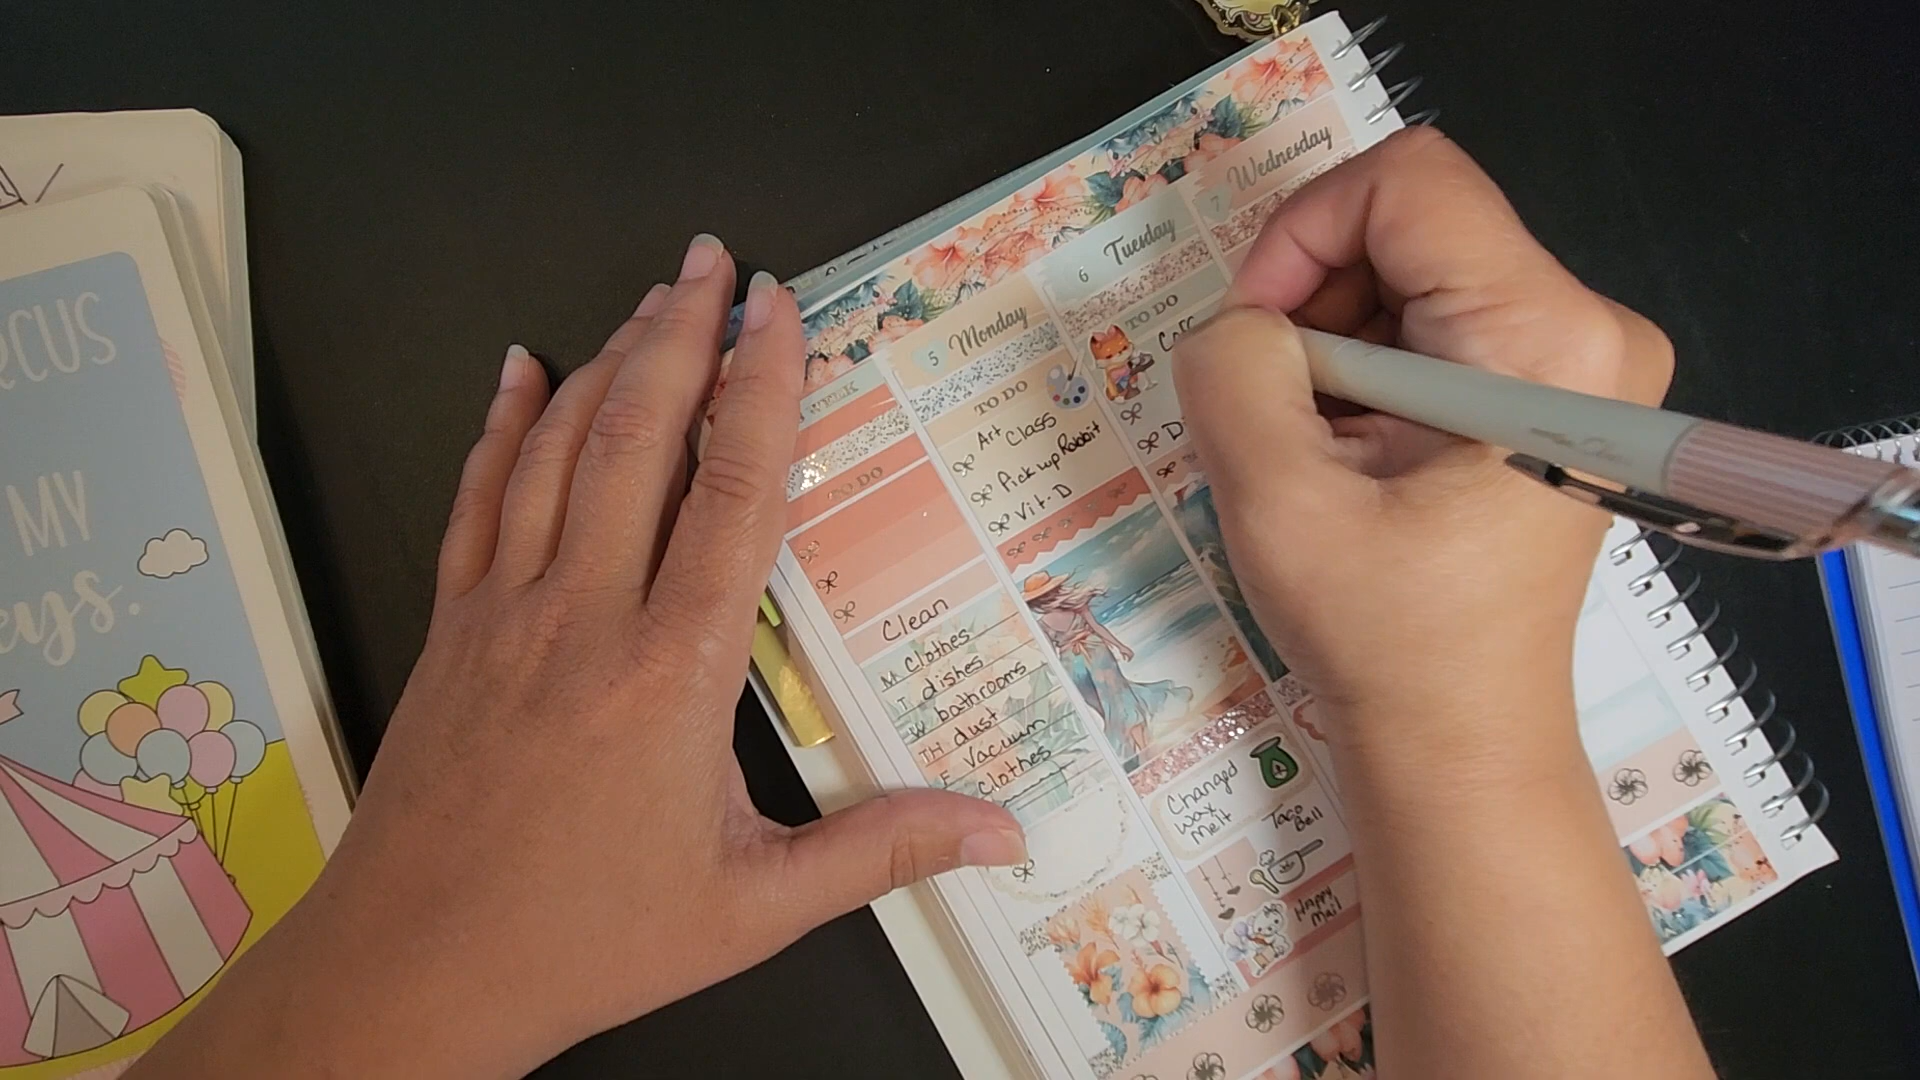 MY
5 Monday
TO DO
Art Class
Pick up Rabbit
Vit. D
6 Tuesday
TO DO
7 Wednesday
TO DO
Clean
M Clothes
T dishes
W bathrooms
TH dust
F Vacuum
Clothes
Changed
wax
melt
Taco
Bell
Happy
Mail